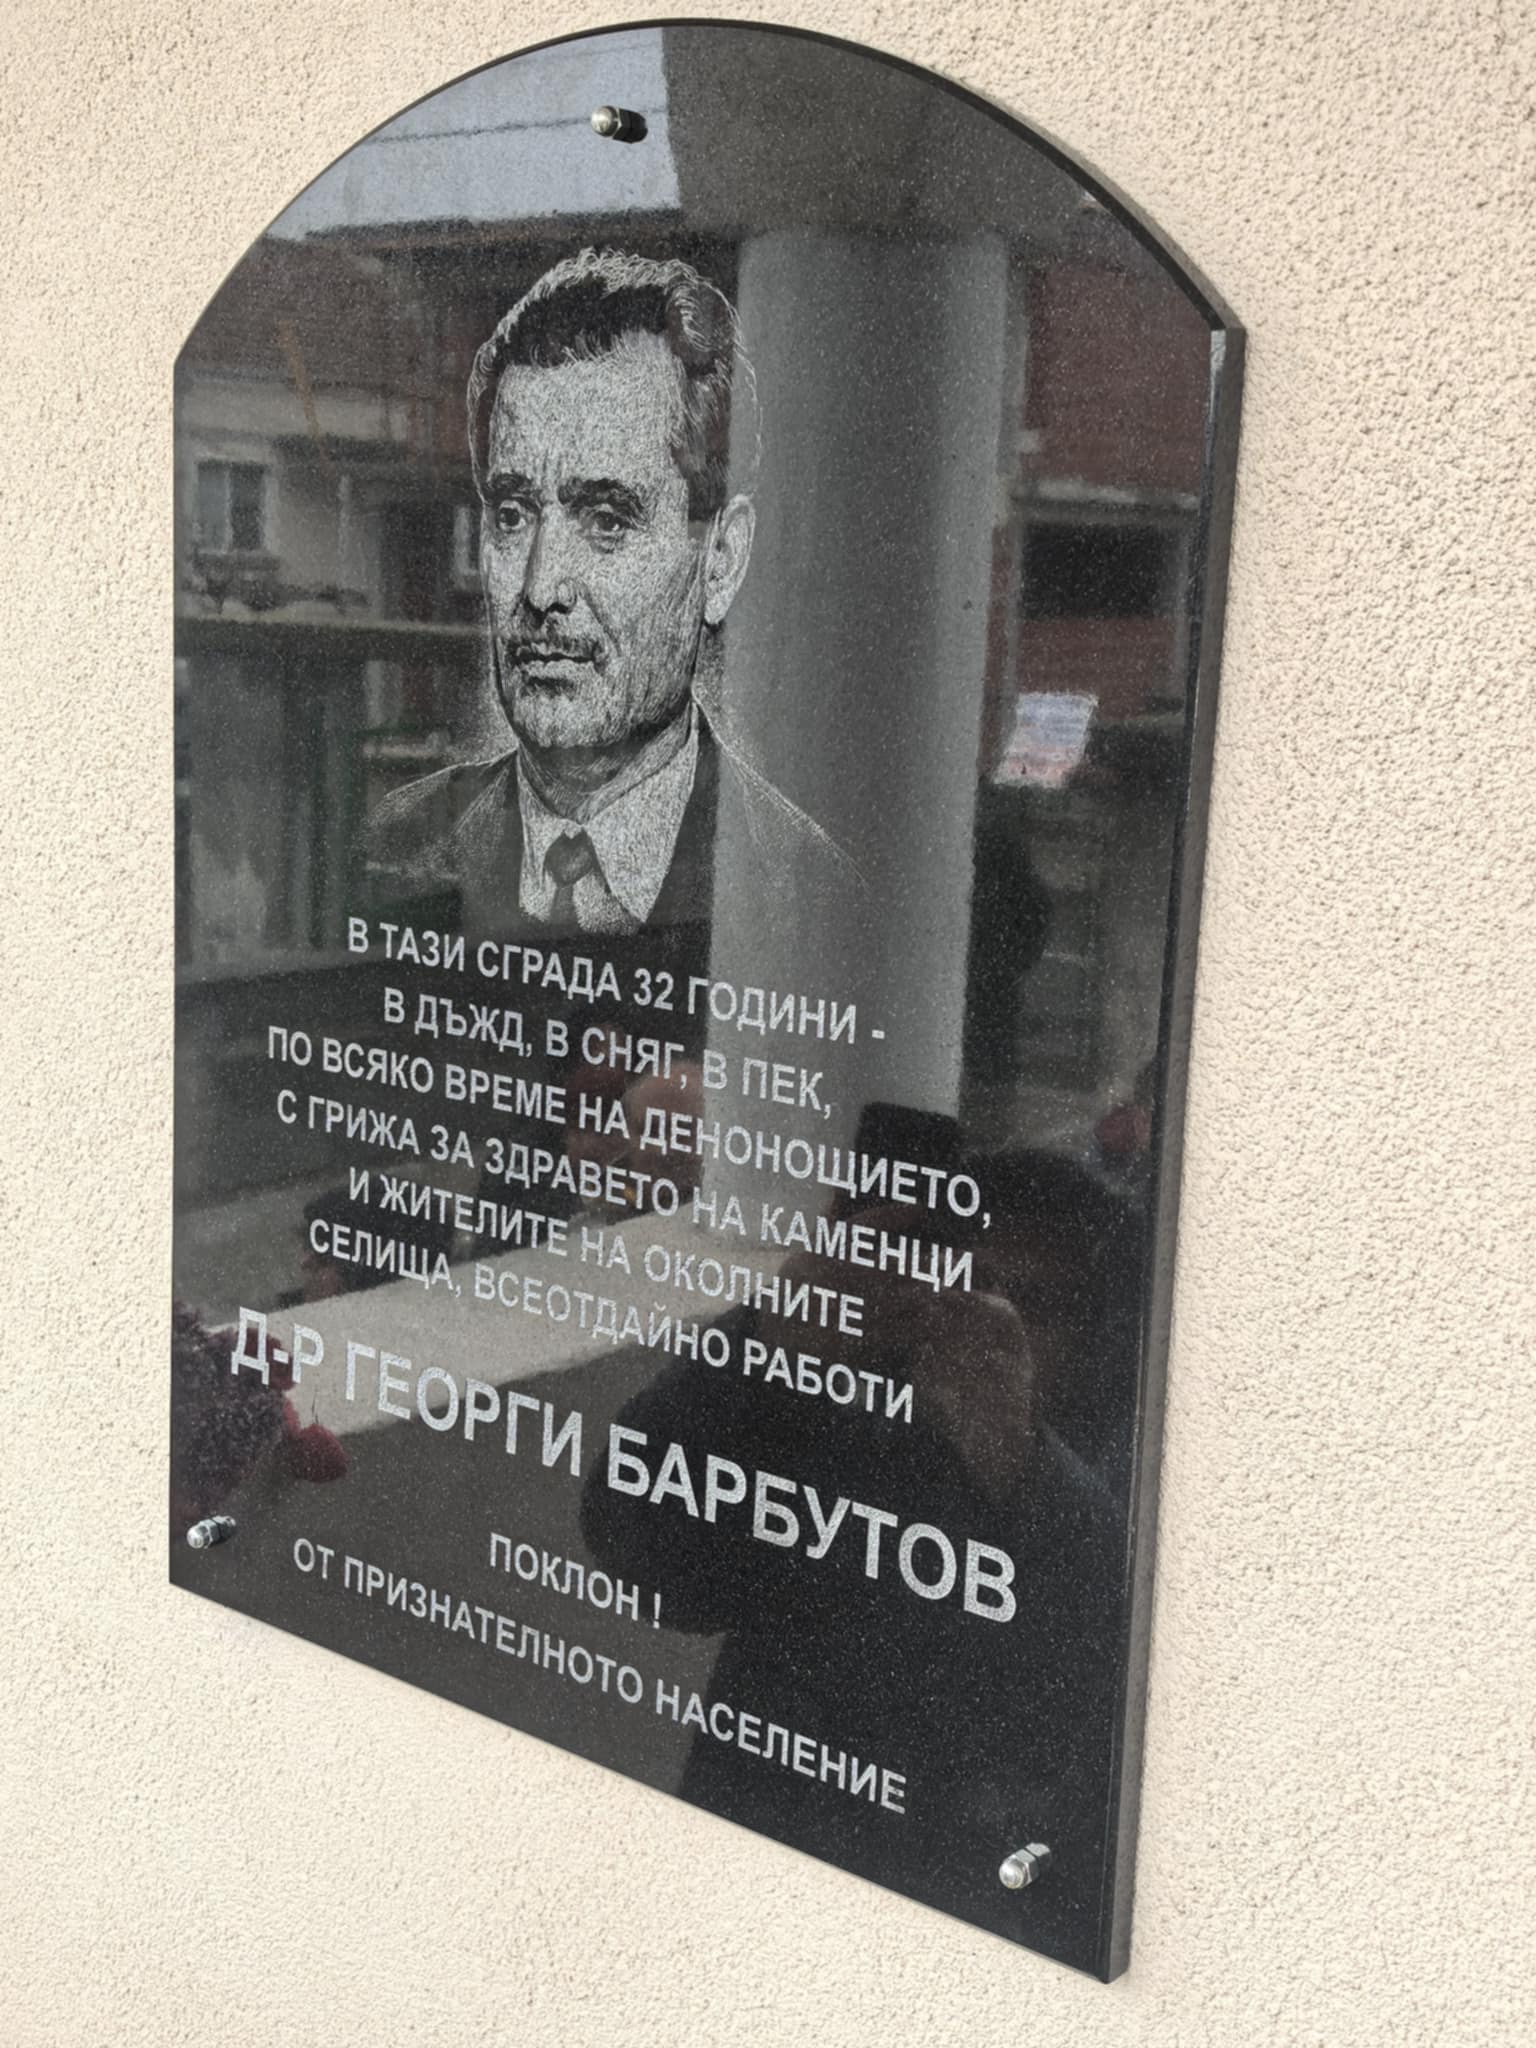 В ТАЗИ СГРАДА 32 ГОДИНИ -
В ДЪЖД, В СНЯГ, В ПЕК,
ПО ВСЯКО ВРЕМЕ НА ДЕНОНОЩИЕТО,
С ГРИЖА ЗА ЗДРАВЕТО НА КАМЕНЦИ
И ЖИТЕЛИТЕ НА ОКОЛНИТЕ
СЕЛИЩА, ВСЕОТДАЙНО РАБОТИ
Д-Р ГЕОРГИ БАРБУТОВ
ПОКЛОН !
ОТ ПРИЗНАТЕЛНОТО НАСЕЛЕНИЕ